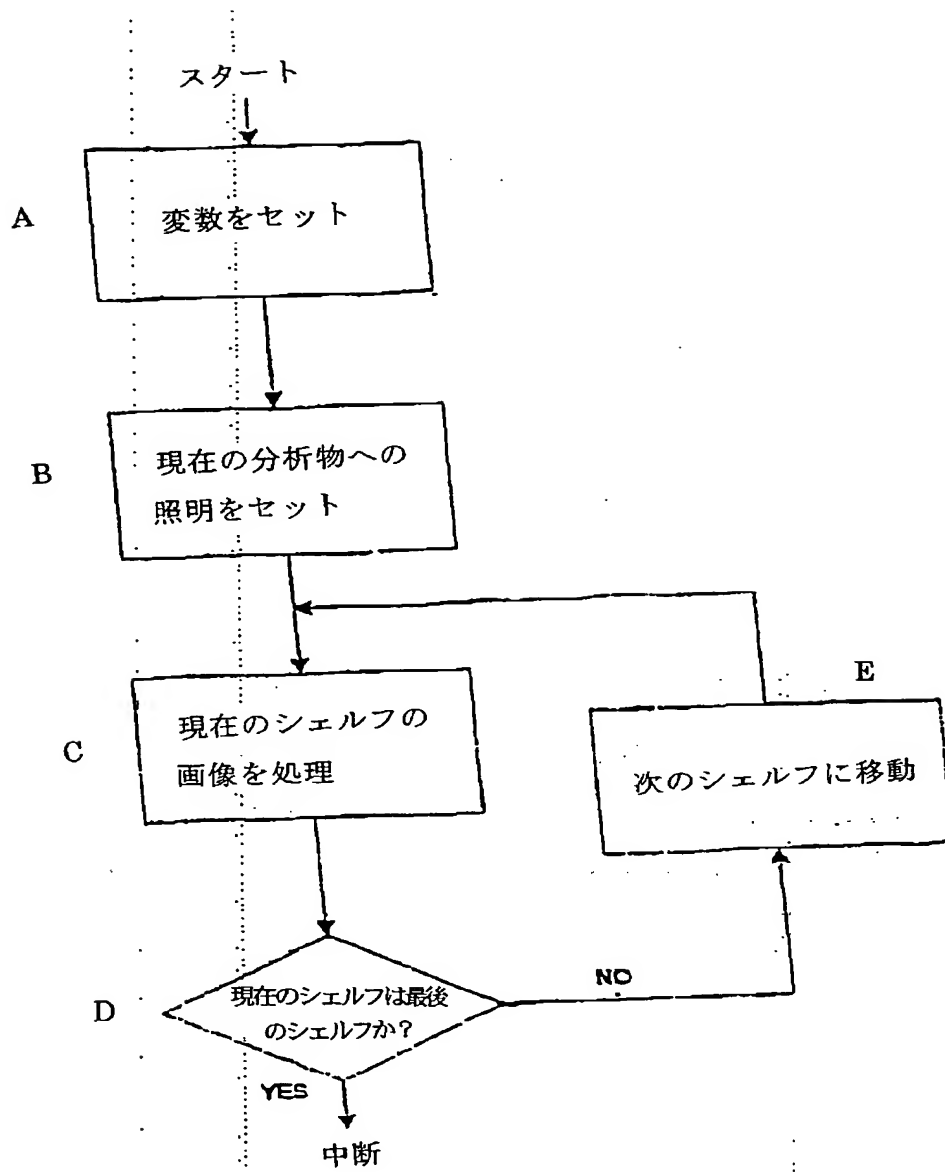 スタート
A
変数をセット
B
現在の分析物への
照明をセット
C
現在のシェルフの
画像を処理
E
次のシェルフに移動
D
現在のシェルフは最後
のシェルフか?
NO
YES
中断